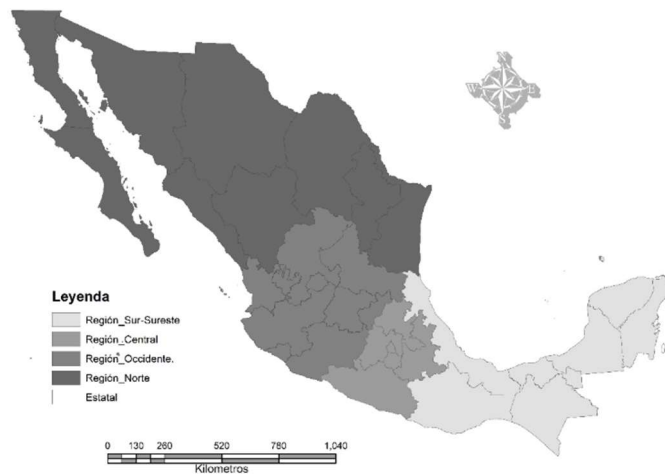 N
W
E
S
Leyenda
Región_Sur-Sureste
Región_Central
Región_Occidente.
Región_Norte
Estatal
0 130 260 520 780 1,040
Kilometros